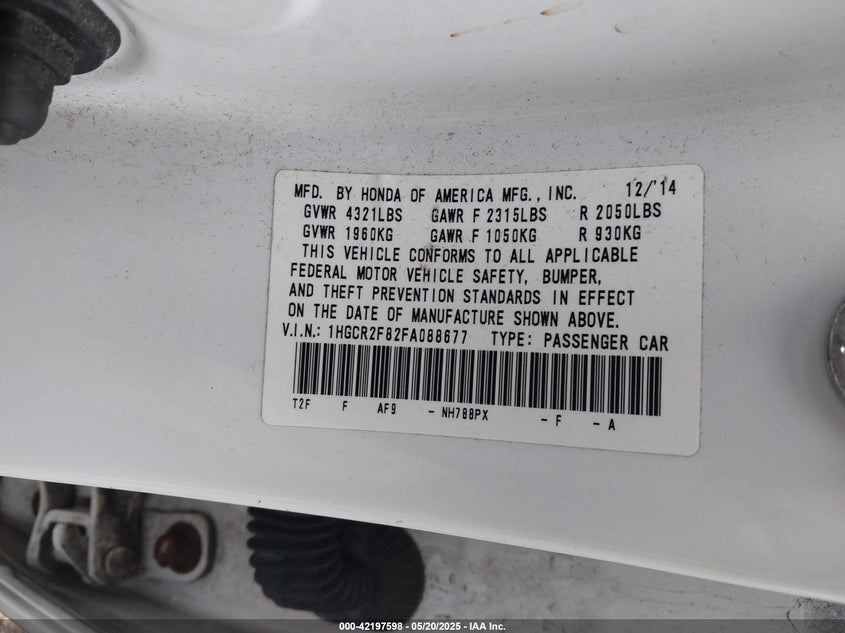 MFD. BY HONDA OF AMERICA MFG., INC. 12/'14
GVWR 4321LBS GAWR F 2315LBS R 2050LBS
GVWR 1960KG GAWR F 1050KG R 930KG
THIS VEHICLE CONFORMS TO ALL APPLICABLE
FEDERAL MOTOR VEHICLE SAFETY, BUMPER,
AND THEFT PREVENTION STANDARDS IN EFFECT
ON THE DATE OF MANUFACTURE SHOWN ABOVE.
V.I.N.: 1HGCR2F82FA088677 TYPE: PASSENGER CAR
T2F F AF9 - NH788PX - F - A
000-42197598 - 05/20/2025 - IAA Inc.